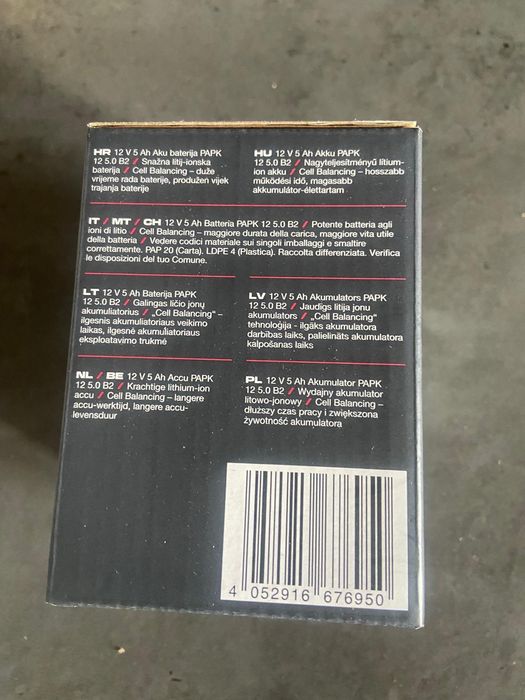 HR 12 V 5 Ah Aku baterija PAPK
12 5.0 B2 / Snažna litij-ionska
baterija / Cell Balancing – duže
vrijeme rada baterije, produžen vijek
trajanja baterije
HU 12 V 5 Ah Akku PAPK
12 5.0 B2 / Nagyteljesítményű lítium-
ion akku / Cell Balancing – hosszabb
működési idő, magasabb
akkumulátor-élettartam
IT / MT / CH 12 V 5 Ah Batteria PAPK 12 5.0 B2 / Potente batteria agli
ioni di litio / Cell Balancing – maggiore durata della carica, maggiore vita utile
della batteria / Vedere codici materiale sui singoli imballaggi e smaltire
correttamente. PAP 20 (Carta). LDPE 4 (Plastica). Raccolta differenziata. Verifica
le disposizioni del tuo Comune.
LT 12 V 5 Ah Baterija PAPK
12 5.0 B2 / Galingas ličio jonų
akumuliatorius / „Cell Balancing“ –
ilgesnis akumuliatoriaus veikimo
laikas, ilgesnė akumuliatoriaus
eksploatavimo trukmė
LV 12 V 5 Ah Akumulators PAPK
12 5.0 B2 / Jaudīgs litija jonu
akumulators / „Cell Balancing“
tehnoloģija - ilgāks akumulatora
darbības laiks, palielināts akumulatora
kalpošanas laiks
NL / BE 12 V 5 Ah Accu PAPK
12 5.0 B2 / Krachtige lithium-ion
accu / Cell Balancing – langere
accu-werktijd, langere accu-
levensduur
PL 12 V 5 Ah Akumulator PAPK
12 5.0 B2 / Wydajny akumulator
litowo-jonowy / Cell Balancing –
dłuższy czas pracy i zwiększona
żywotność akumulatora
4 052916 676950